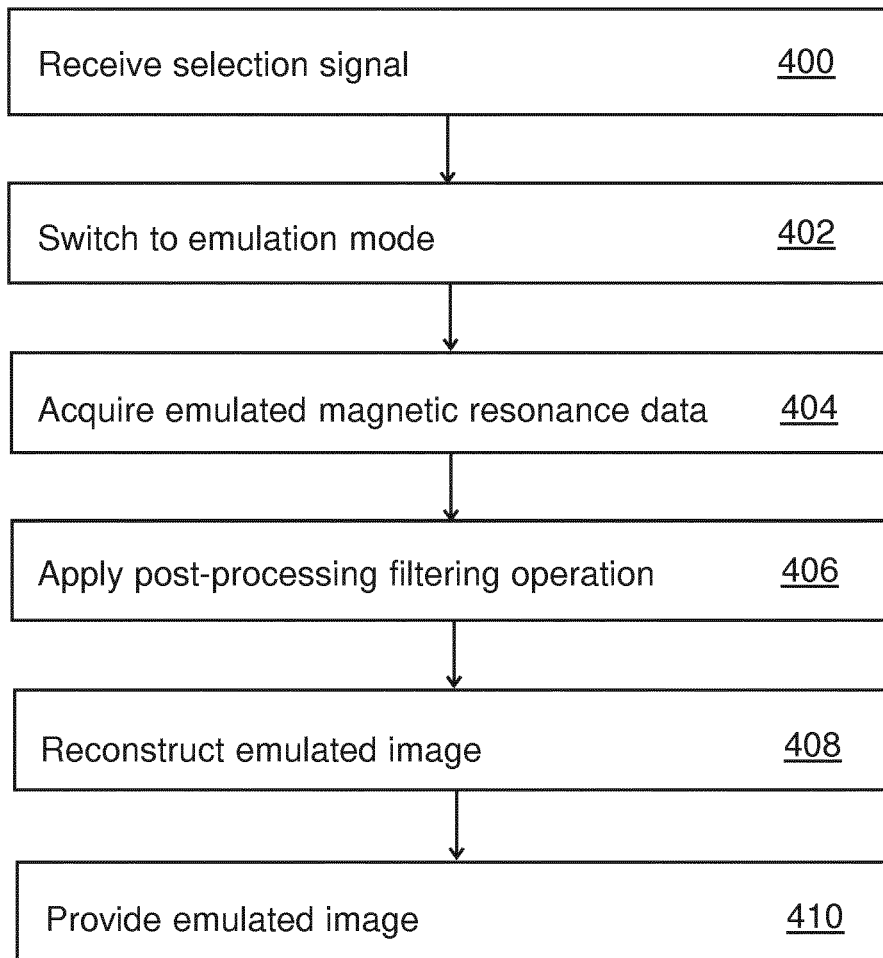 Receive selection signal 400
Switch to emulation mode 402
Acquire emulated magnetic resonance data 404
Apply post-processing filtering operation 406
Reconstruct emulated image 408
Provide emulated image 410